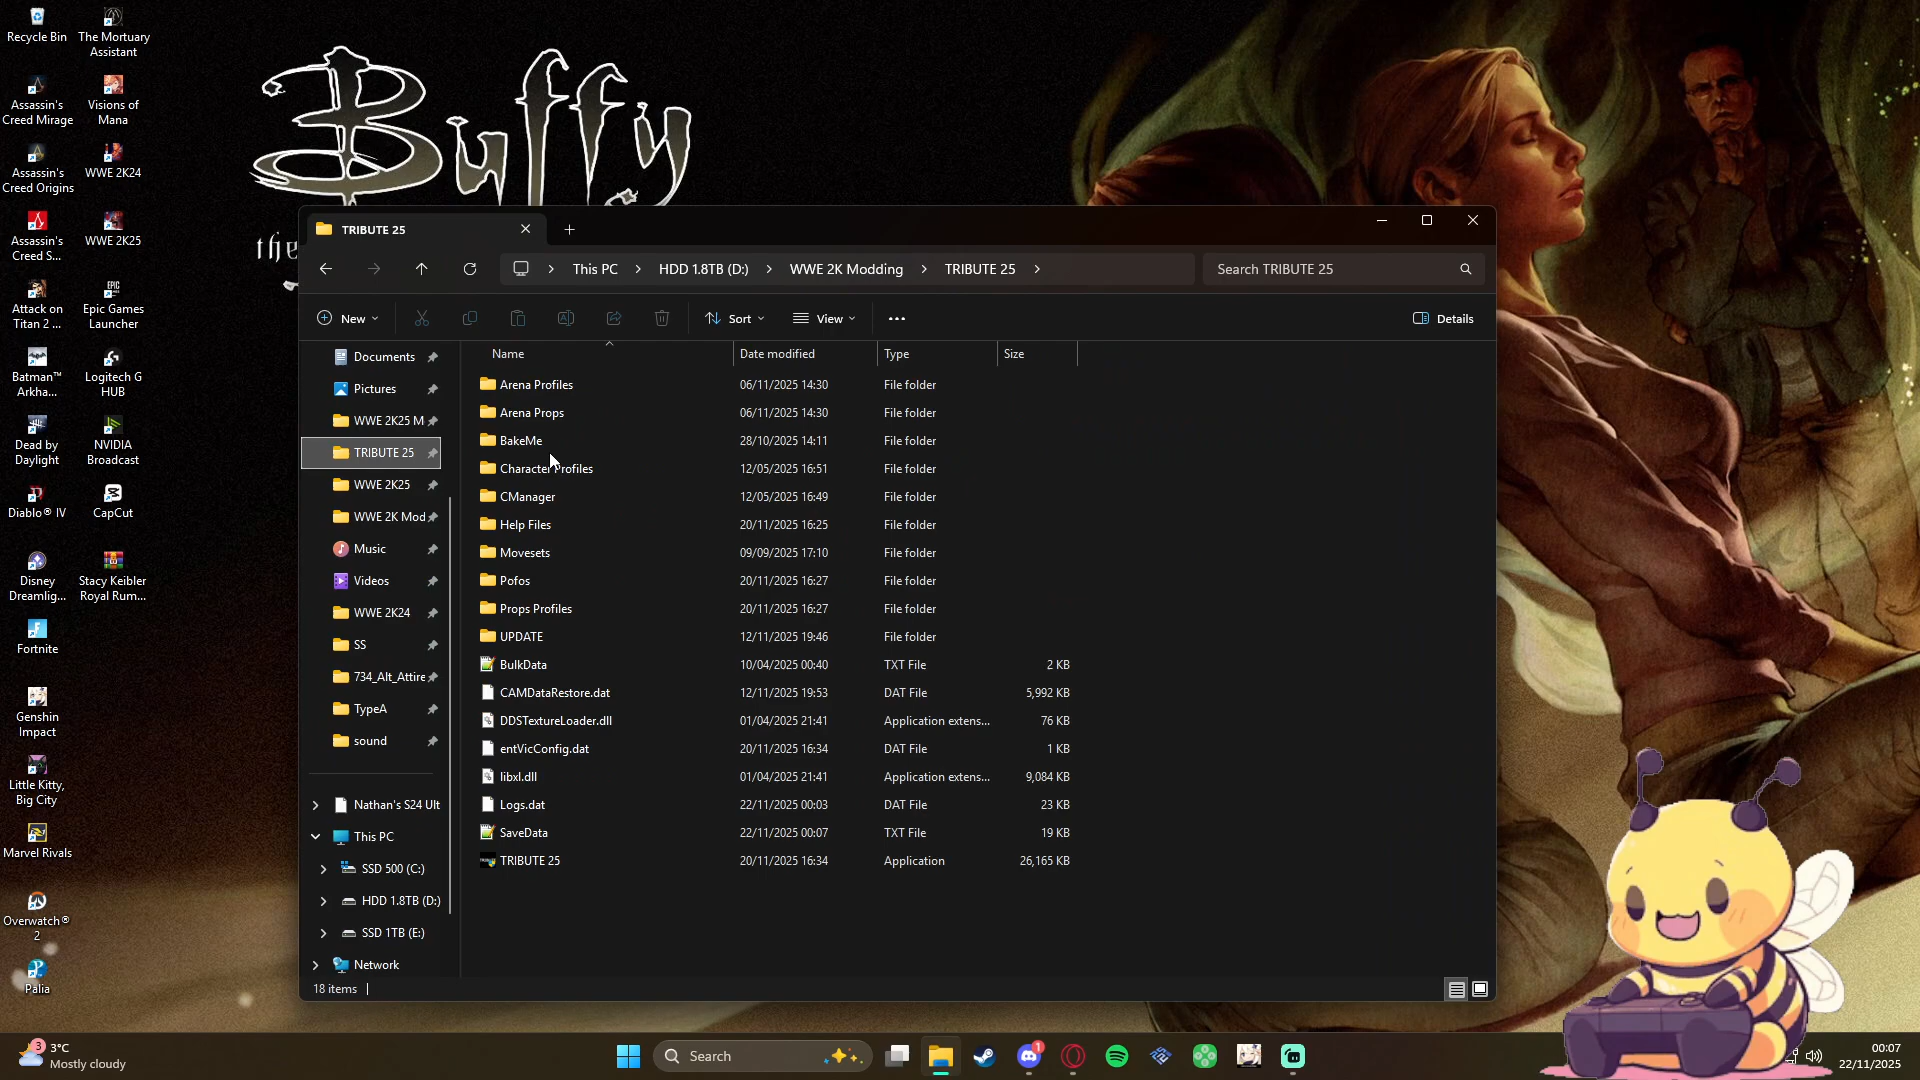 Recycle Bin
The Mortuary
Assistant
Assassin's
Creed Mirage
Visions of
Mana
Assassin's
Creed Origins
WWE 2K24
Assassin's
Creed S...
WWE 2K25
Attack on
Titan 2 ...
Epic Games
Launcher
Batman™
Arkha...
Logitech G
HUB
Dead by
Daylight
NVIDIA
Broadcast
Diablo® IV
CapCut
Disney
Dreamlig...
Stacy Keibler
Royal Rum...
Fortnite
Genshin
Impact
Little Kitty,
Big City
Marvel Rivals
Overwatch®
2
Palia
Buffy
the
TRIBUTE 25
This PC > HDD 1.8TB (D:) > WWE 2K Modding > TRIBUTE 25 >
Search TRIBUTE 25
New
Sort
View
Details
Documents
Pictures
WWE 2K25 M
TRIBUTE 25
WWE 2K25
WWE 2K Mod
Music
Videos
WWE 2K24
SS
734_Alt_Attire
TypeA
sound
Nathan's S24 Ult
This PC
SSD 500 (C:)
HDD 1.8TB (D:)
SSD 1TB (E:)
Network
Name Date modified Type Size
Arena Profiles 06/11/2025 14:30 File folder
Arena Props 06/11/2025 14:30 File folder
BakeMe 28/10/2025 14:11 File folder
Character Profiles 12/05/2025 16:51 File folder
CManager 12/05/2025 16:49 File folder
Help Files 20/11/2025 16:25 File folder
Movesets 09/09/2025 17:10 File folder
Pofos 20/11/2025 16:27 File folder
Props Profiles 20/11/2025 16:27 File folder
UPDATE 12/11/2025 19:46 File folder
BulkData 10/04/2025 00:40 TXT File 2 KB
CAMDataRestore.dat 12/11/2025 19:53 DAT File 5,992 KB
DDSTextureLoader.dll 01/04/2025 21:41 Application extens... 76 KB
entVicConfig.dat 20/11/2025 16:34 DAT File 1 KB
libxl.dll 01/04/2025 21:41 Application extens... 9,084 KB
Logs.dat 22/11/2025 00:03 DAT File 23 KB
SaveData 22/11/2025 00:07 TXT File 19 KB
TRIBUTE 25 20/11/2025 16:34 Application 26,165 KB
18 items
3
3°C
Mostly cloudy
Search
1
00:07
22/11/2025